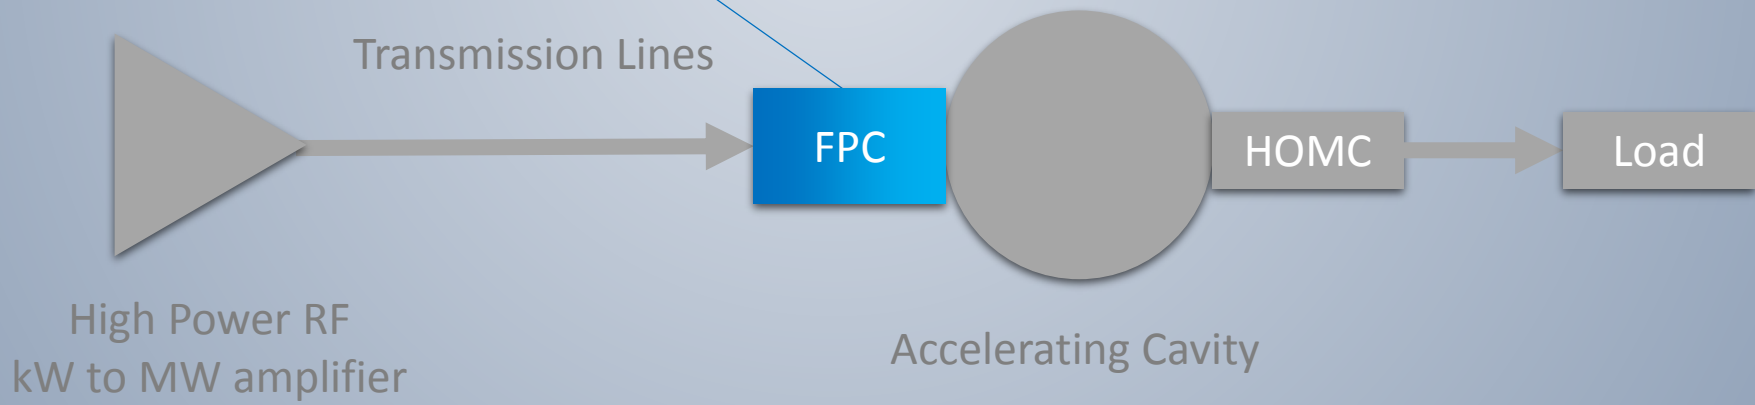 Transmission Lines
FPC
HOMC
Load
High Power RF
kW to MW amplifier
Accelerating Cavity